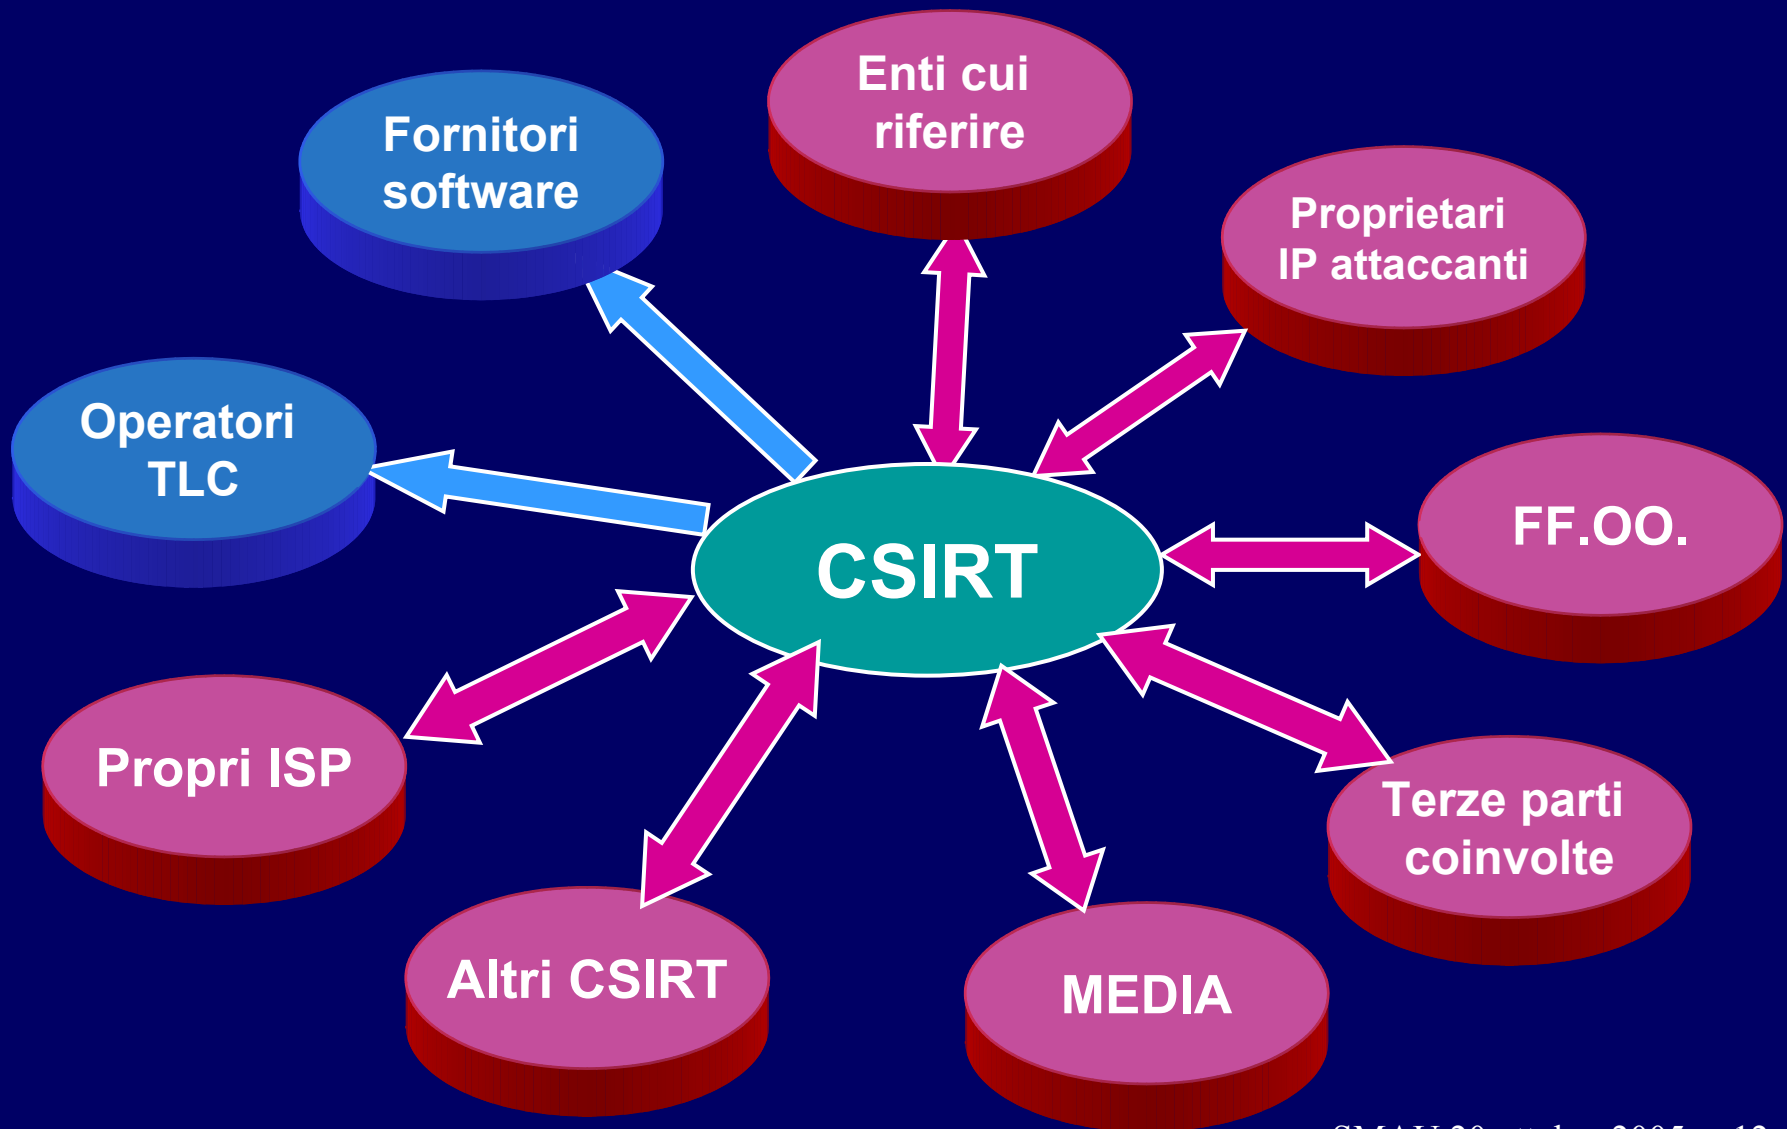 Enti cui
riferire
Fornitori
software
Proprietari
IP attaccanti
Operatori
TLC
FF.OO.
CSIRT
Propri ISP
Terze parti
coinvolte
Altri CSIRT
MEDIA